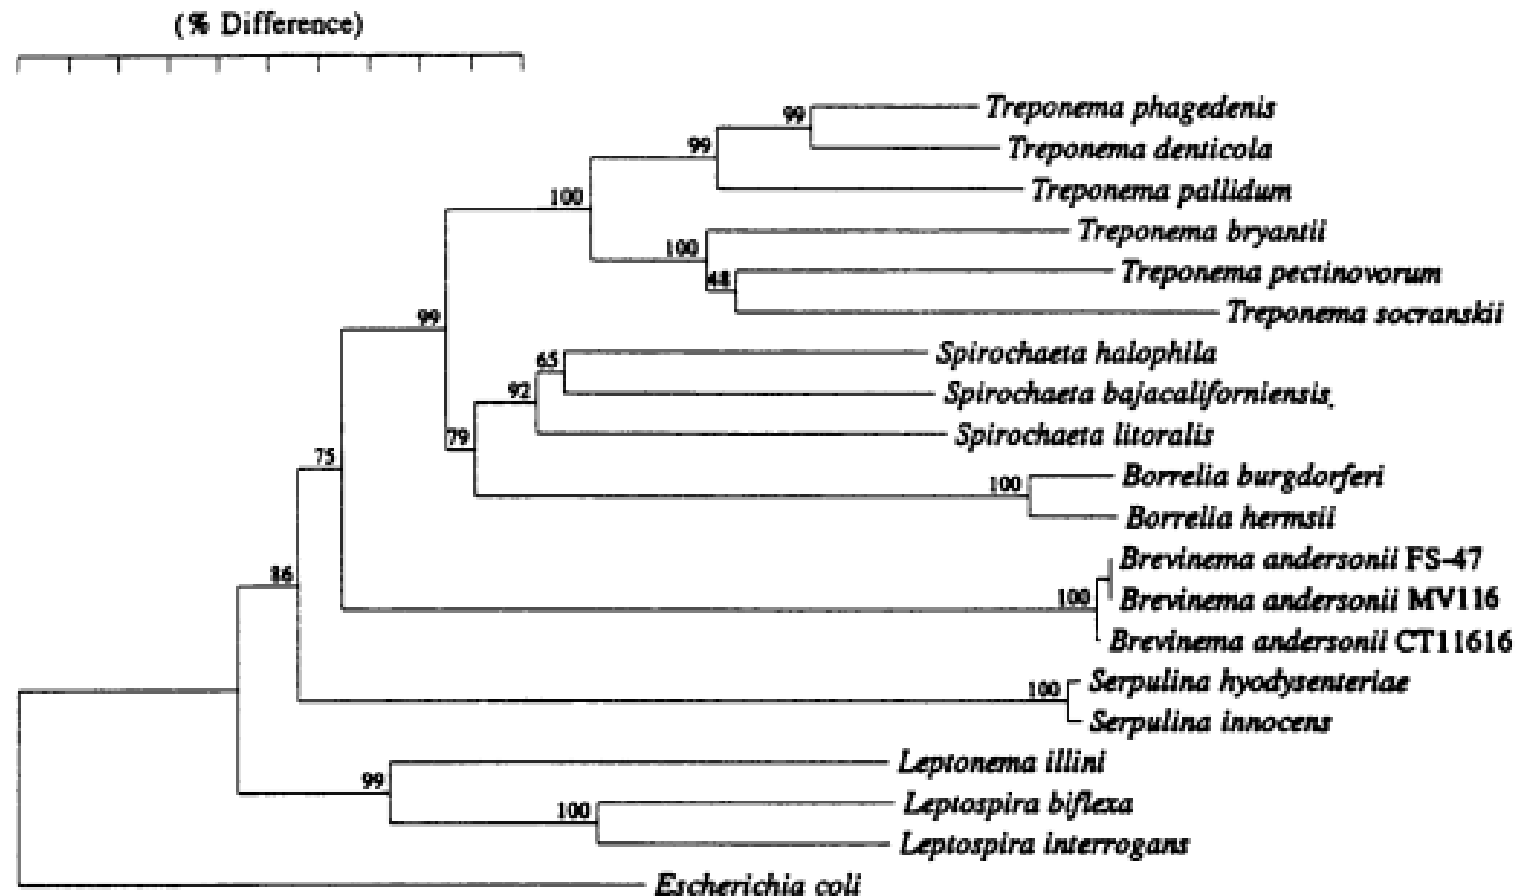 (% Difference)
99 Treponema phagedenis
99 Treponema denticola
100 Treponema pallidum
100 Treponema bryantii
48 Treponema pectinovorum
99 Treponema socranskii
65 Spirochaeta halophila
92 Spirochaeta bajacaliforniensis.
79 Spirochaeta litoralis
75
100 Borrelia burgdorferi
Borrelia hermsii
86 Brevinema andersonii FS-47
100 Brevinema andersonii MV116
Brevinema andersonii CT11616
100 Serpulina hyodysenteriae
Serpulina innocens
99 Leptonema illini
100 Leptospira biflexa
Leptospira interrogans
Escherichia coli